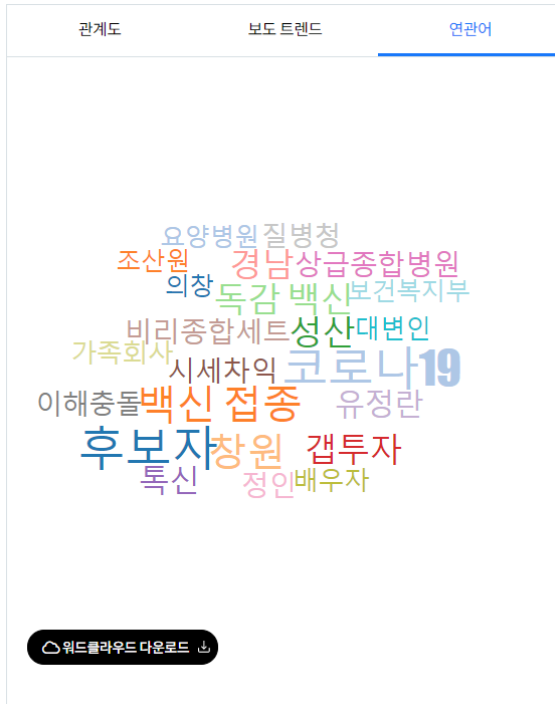 관계도 보도 트렌드 연관어
요양병원 질병청
조산원 경남 상급종합병원
의창 독감 백신 보건복지부
비리종합세트 성산 대변인
가족회사 시세차익 코로나19
이해충돌 백신 접종 유정란
후보자 창원 갭투자
톡신 정인 배우자
워드클라우드 다운로드